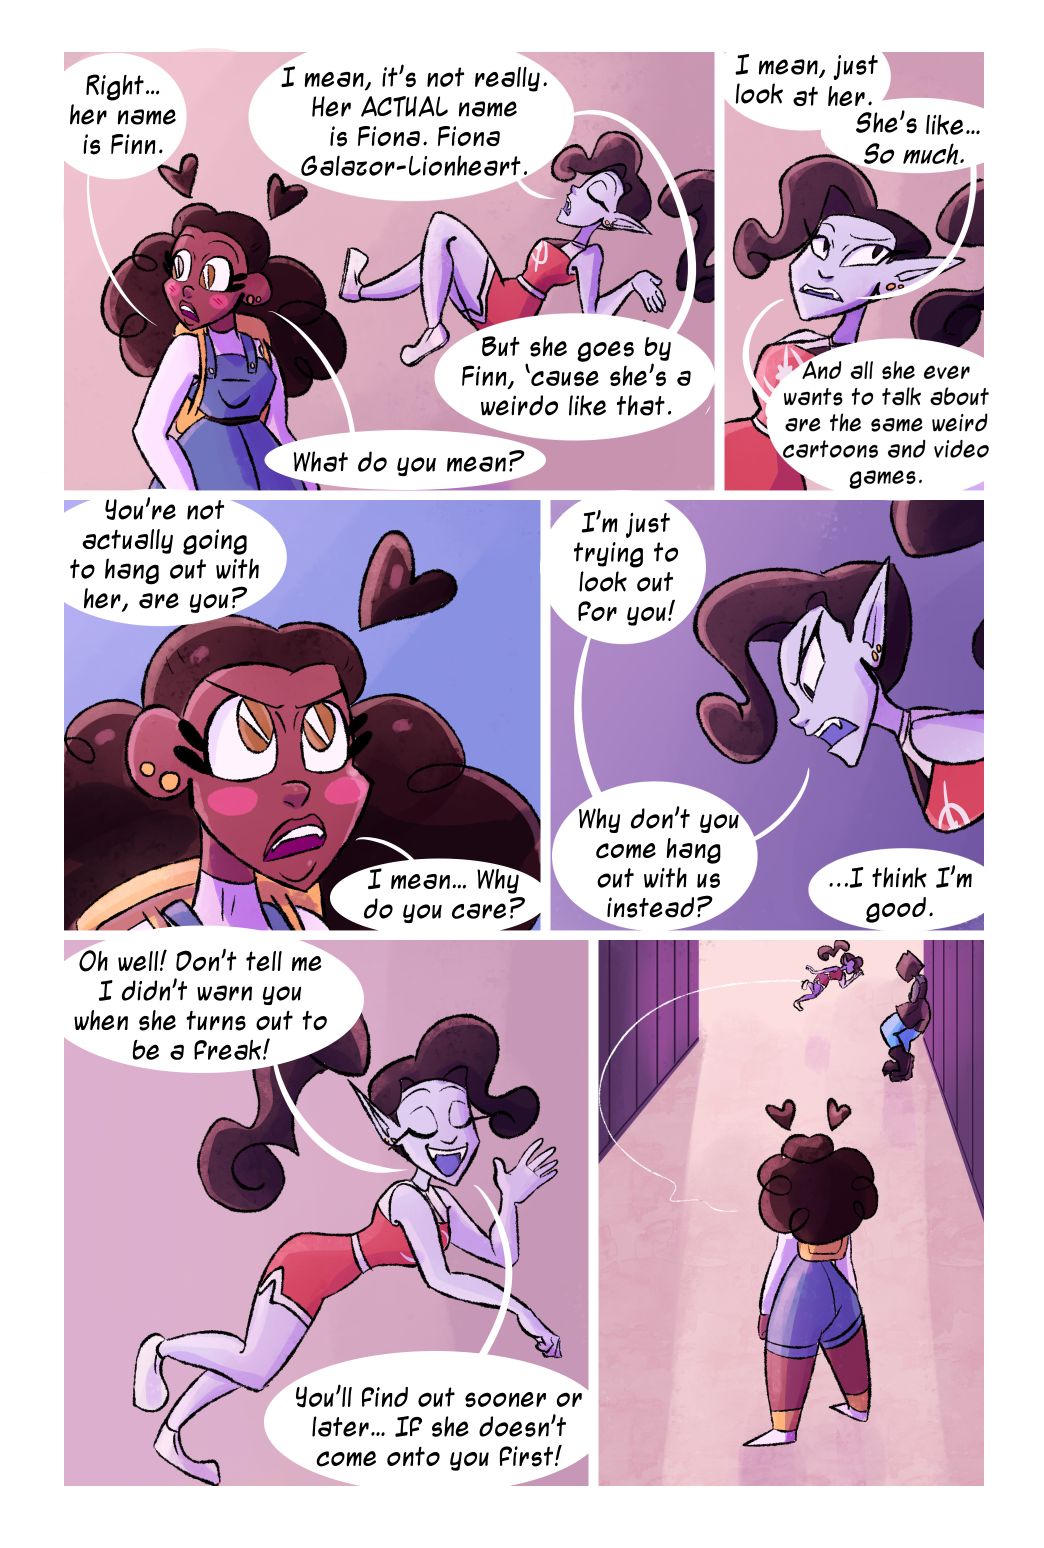 Right...
her name
is Finn.
I mean, it's not really.
Her ACTUAL name
is Fiona. Fiona
Galazor-Lionheart.
But she goes by
Finn, 'cause she's a
weirdo like that.
What do you mean?
I mean, just
look at her.
She's like...
So much.
And all she ever
wants to talk about
are the same weird
cartoons and video
games.
You're not
actually going
to hang out with
her, are you?
I mean... Why
do you care?
I'm just
trying to
look out
for you!
Why don't you
come hang
out with us
instead?
...I think I'm
good.
Oh well! Don't tell me
I didn't warn you
when she turns out to
be a freak!
You'll find out sooner or
later... If she doesn't
come onto you first!